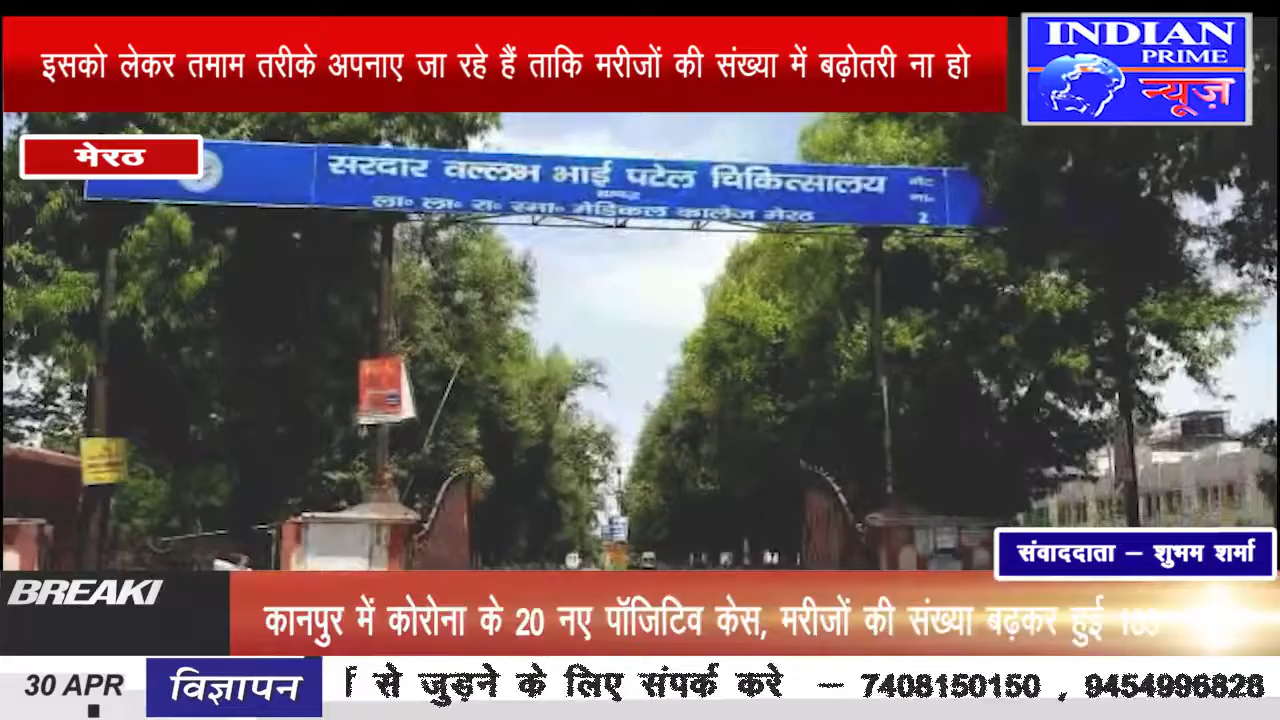 इसको लेकर तमाम तरीके अपनाए जा रहे हैं ताकि मरीजों की संख्या में बढ़ोतरी ना हो
INDIAN
PRIME
न्यूज़
मेरठ
सरदार वल्लभ भाई पटेल चिकित्सालय
गेट
नं०
2
ला० ला० रा० स्मा० मेडिकल कालेज मेरठ
संवाददाता – शुभम शर्मा
BREAKI
कानपुर में कोरोना के 20 नए पॉजिटिव केस, मरीजों की संख्या बढ़कर हुई
30 APR
विज्ञापन
से जुड़ने के लिए संपर्क करे – 7408150150 , 9454996828